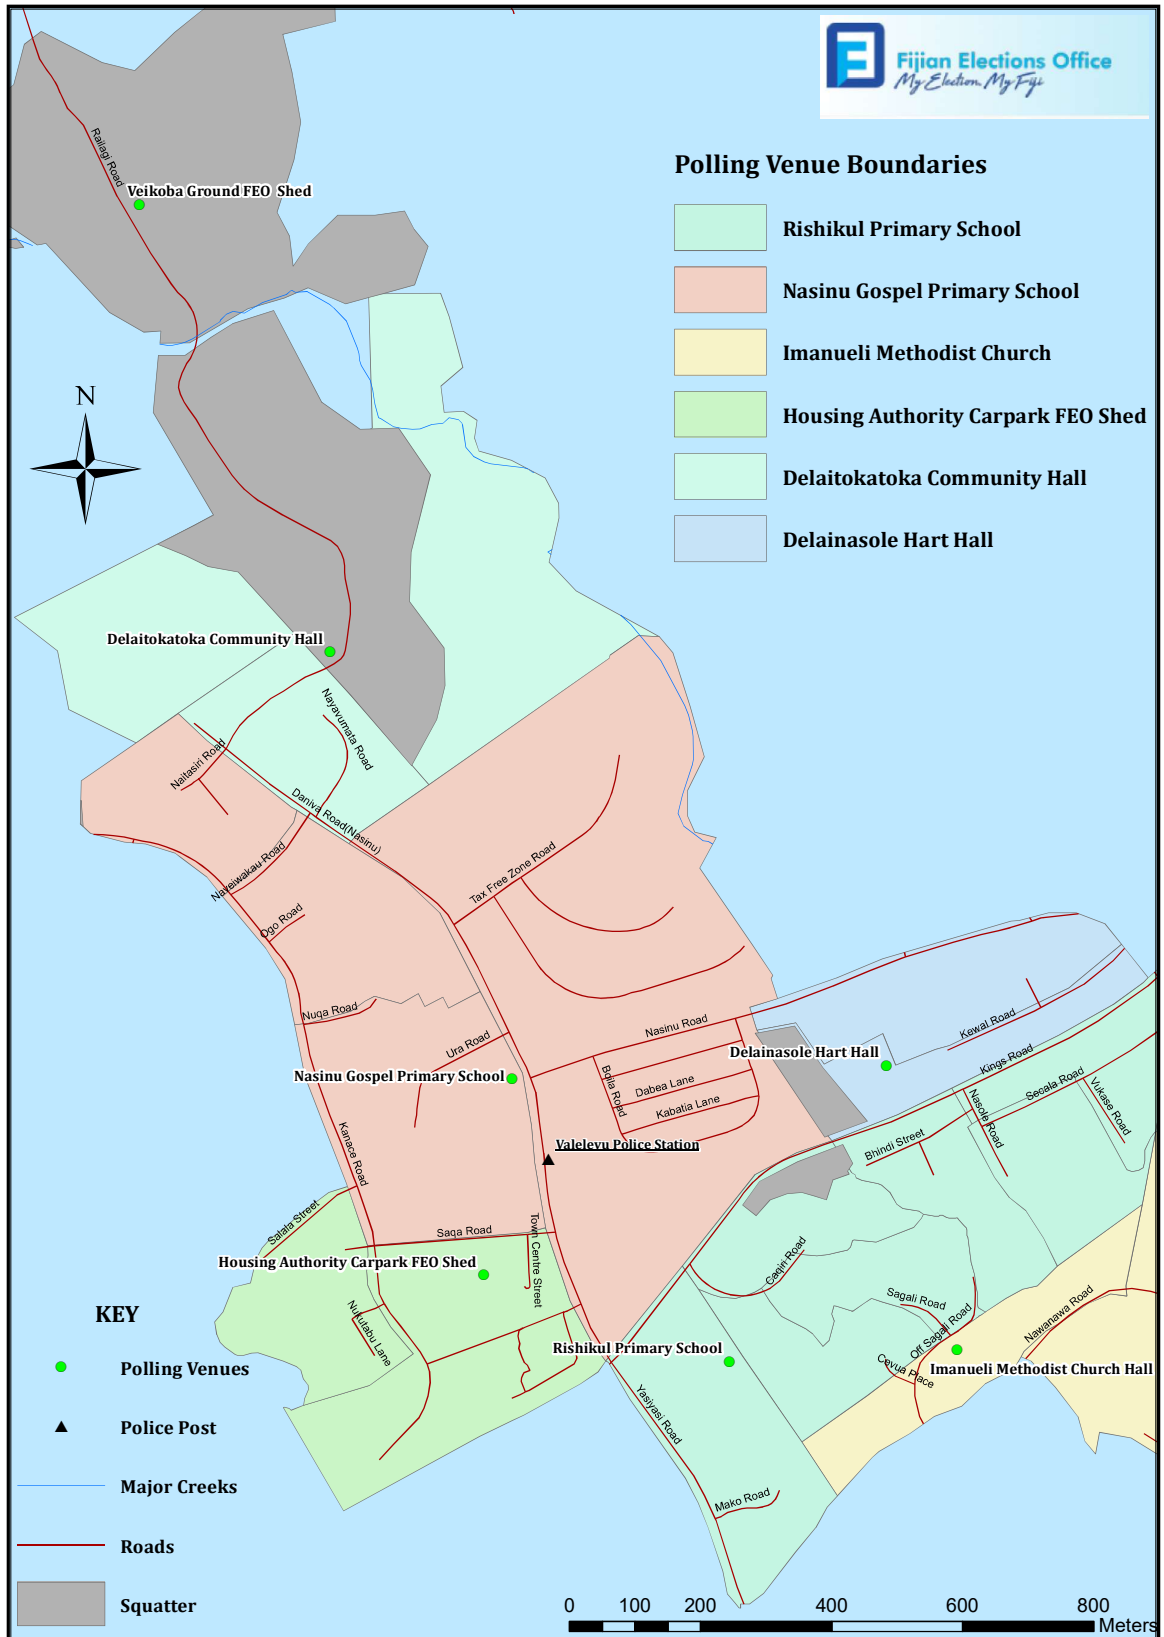 Fijian Elections Office
My Election. My Fiji
Polling Venue Boundaries
Rishikul Primary School
Nasinu Gospel Primary School
Imanueli Methodist Church
Housing Authority Carpark FEO Shed
Delaitokatoka Community Hall
Delainasole Hart Hall
Railagi Road
Veikoba Ground FEO Shed
N
Delaitokatoka Community Hall
Nayavumata Road
Naitasiri Road
Daniva Road(Nasinu)
Naveiwakau Road
Tax Free Zone Road
Ogo Road
Nuqa Road
Nasinu Road
Ura Road
Kewal Road
Delainasole Hart Hall
Kings Road
Nasinu Gospel Primary School
Boila Road
Dabea Lane
Secala Road
Vukase Road
Kabatia Lane
Nasole Road
Kanace Road
Valelevu Police Station
Bhindi Street
Salala Street
Saqa Road
Town Centre Street
Housing Authority Carpark FEO Shed
Caqiri Road
Nukutabu Lane
Sagali Road
Off Sagali Road
Nawanawa Road
Rishikul Primary School
Cevua Place
Imanueli Methodist Church Hall
Yasiyasi Road
Mako Road
KEY
Polling Venues
Police Post
Major Creeks
Roads
Squatter
0 100 200 400 600 800
Meters